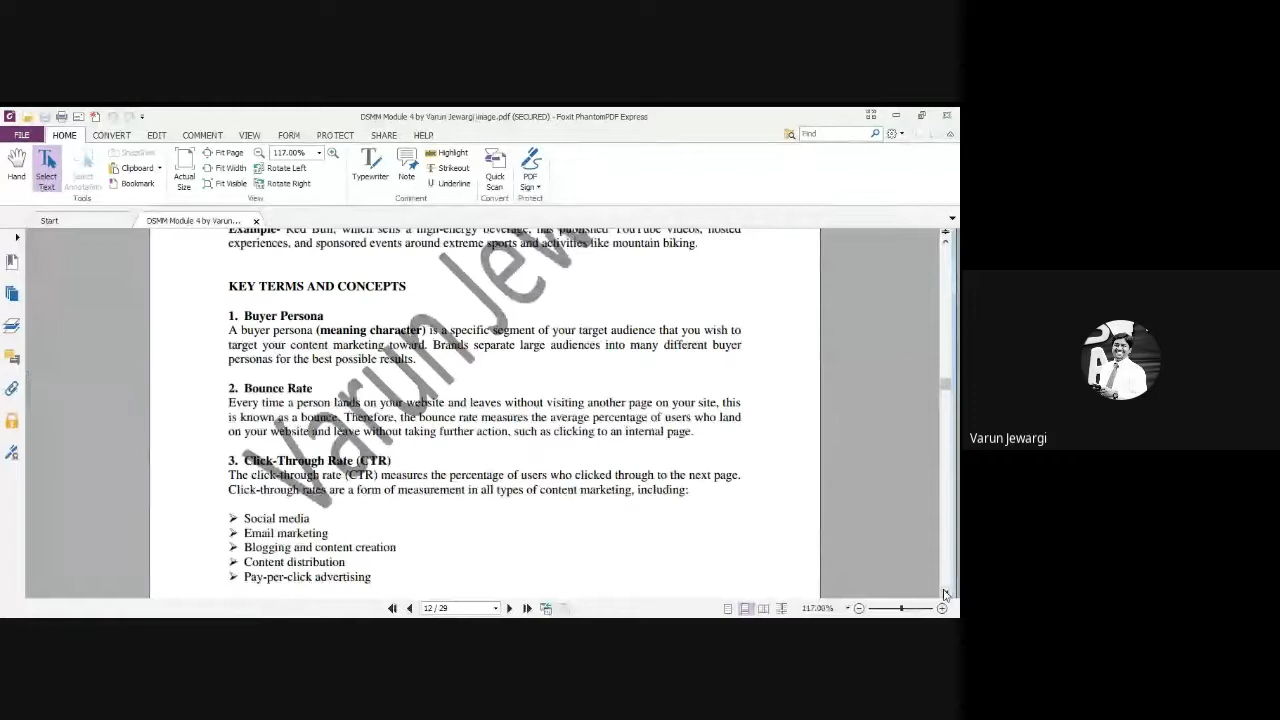 DSMM Module 4 by Varun Jewargi image.pdf (SECURED) - Foxit PhantomPDF Express
FILE HOME CONVERT EDIT COMMENT VIEW FORM PROTECT SHARE HELP
Find
Hand
Select Text
Select Annotation
SnapShot
Clipboard
Bookmark
Tools
Actual Size
Fit Page
Fit Width
Fit Visible
117.00%
Rotate Left
Rotate Right
View
Typewriter
Note
Highlight
Strikeout
Underline
Comment
Quick Scan
Convert
PDF Sign
Protect
Start
DSMM Module 4 by Varun...
Example- Red Bull, which sells a high-energy beverage, has published YouTube videos, hosted
experiences, and sponsored events around extreme sports and activities like mountain biking.
KEY TERMS AND CONCEPTS
1. Buyer Persona
A buyer persona (meaning character) is a specific segment of your target audience that you wish to
target your content marketing toward. Brands separate large audiences into many different buyer
personas for the best possible results.
2. Bounce Rate
Every time a person lands on your website and leaves without visiting another page on your site, this
is known as a bounce. Therefore, the bounce rate measures the average percentage of users who land
on your website and leave without taking further action, such as clicking to an internal page.
3. Click-Through Rate (CTR)
The click-through rate (CTR) measures the percentage of users who clicked through to the next page.
Click-through rates are a form of measurement in all types of content marketing, including:
➢ Social media
➢ Email marketing
➢ Blogging and content creation
➢ Content distribution
➢ Pay-per-click advertising
Varun Jew
12 / 29
117.00%
Varun Jewargi